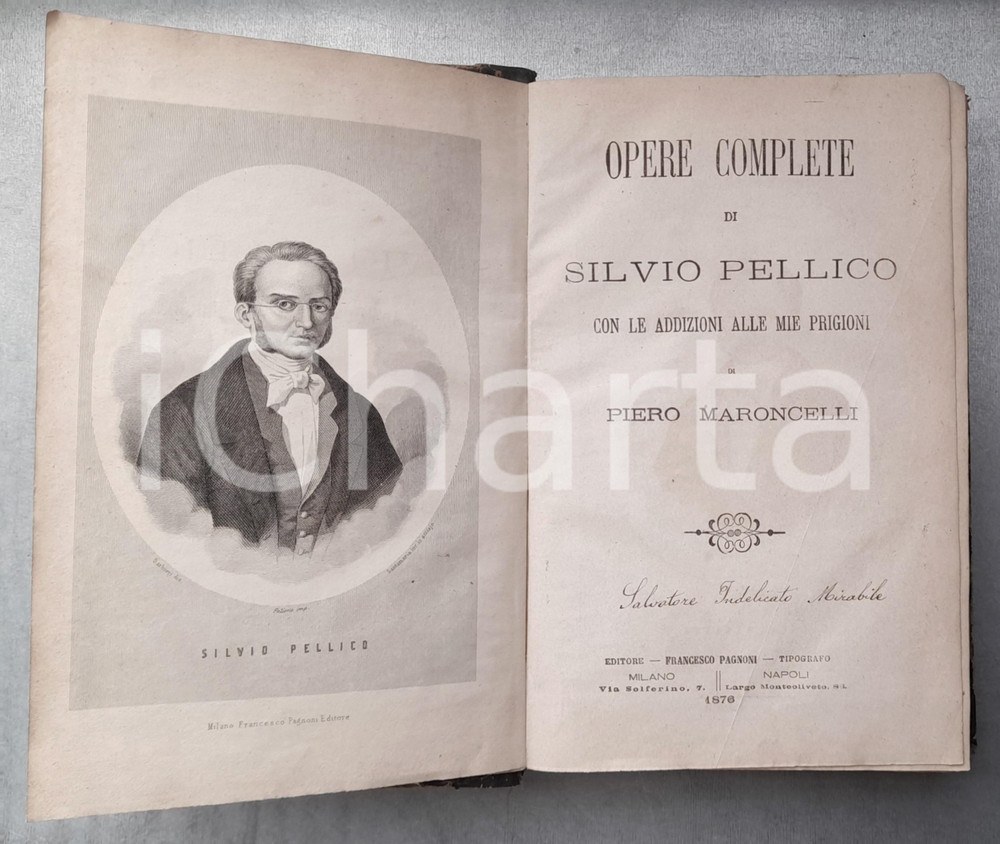 SILVIO PELLICO
Milano Francesco Pagnoni Editore
OPERE COMPLETE
DI
SILVIO PELLICO
CON LE ADDIZIONI ALLE MIE PRIGIONI
DI
PIERO MARONCELLI
Salvatore Indelicato Mirabile
EDITORE — FRANCESCO PAGNONI — TIPOGRAFO
MILANO NAPOLI
Via Solferino, 7. Largo Monteoliveto,
1876
iCharta